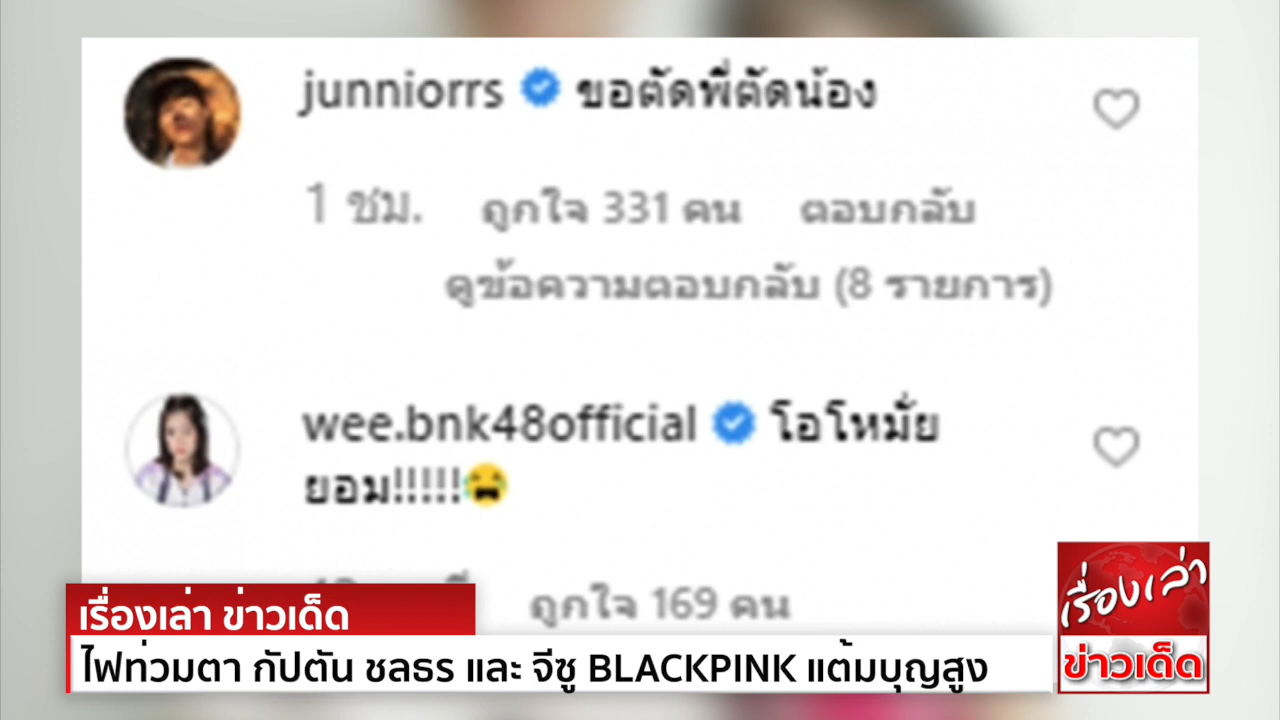 junniorrs ขอตัดพี่ตัดน้อง
1 ชม. ถูกใจ 331 คน ตอบกลับ
ดูข้อความตอบกลับ (8 รายการ)
wee.bnk48official โอโหมั่ย
ยอม!!!!!😭
ถูกใจ 169 คน
เรื่องเล่า ข่าวเด็ด
ไฟท่วมตา กัปตัน ชลธร และ จีซู BLACKPINK แต้มบุญสูง
เรื่องเล่า
ข่าวเด็ด